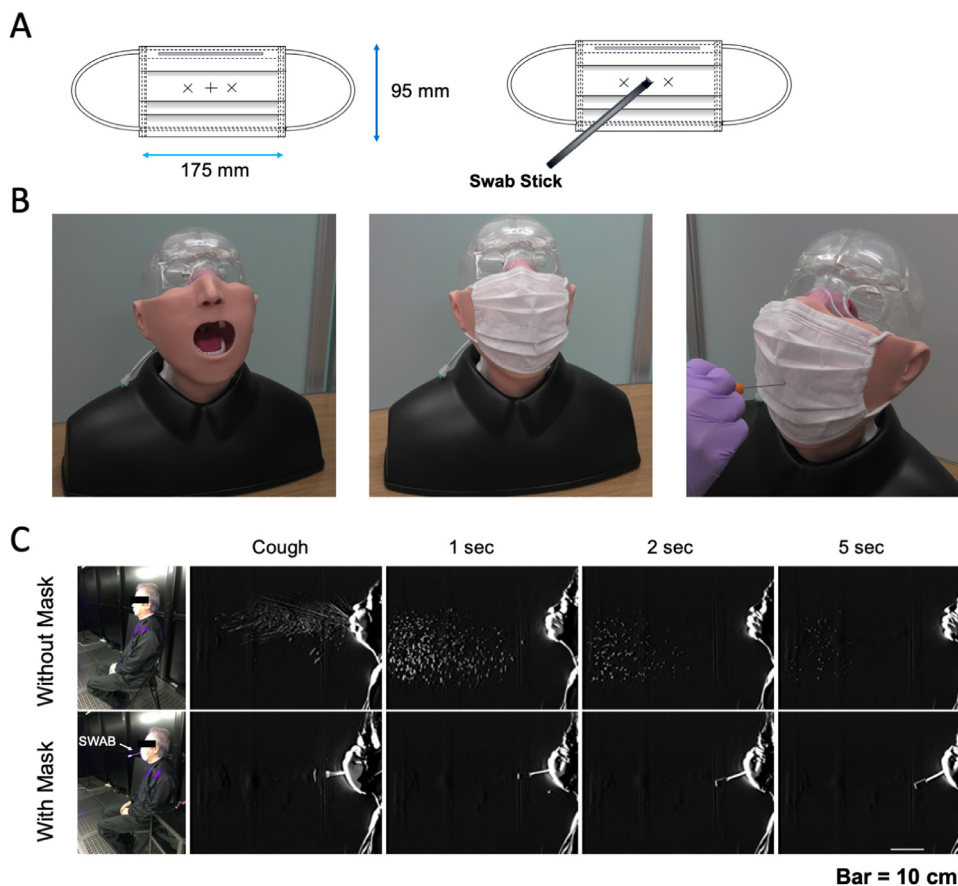 A
95 mm
175 mm
Swab Stick
B
C
Cough
1 sec
2 sec
5 sec
Without Mask
SWAB
With Mask
Bar = 10 cm